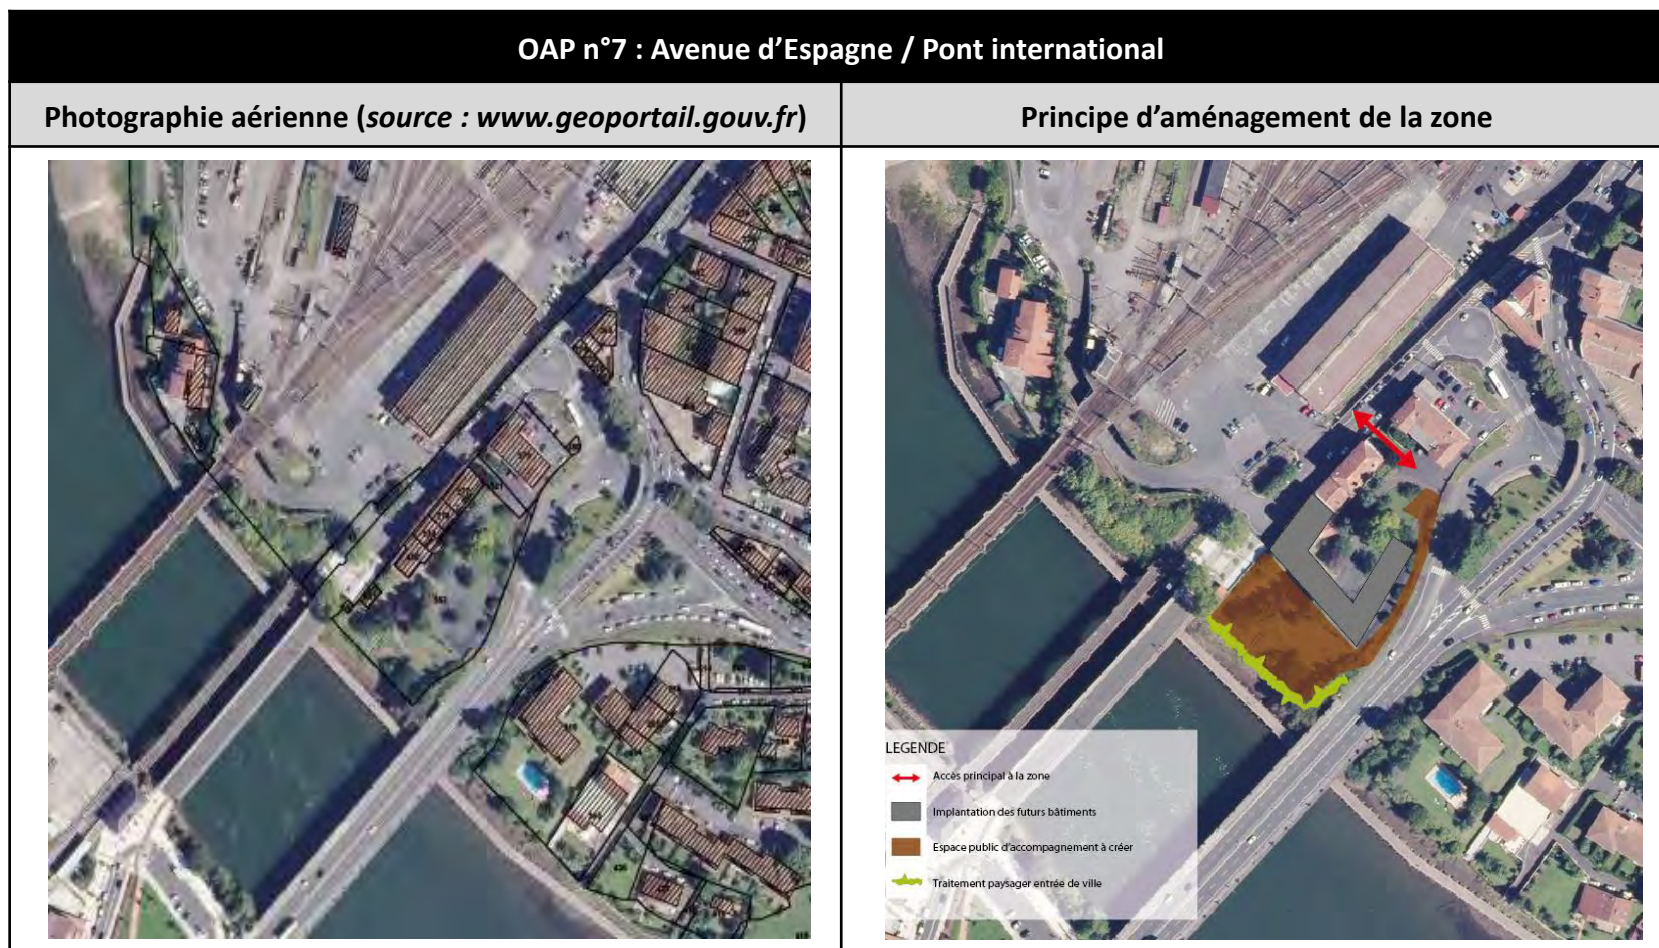 OAP n°7 : Avenue d’Espagne / Pont international
Photographie aérienne (source : www.geoportail.gouv.fr)
Principe d’aménagement de la zone
LEGENDE
Accès principal à la zone
Implantation des futurs bâtiments
Espace public d’accompagnement à créer
Traitement paysager entrée de ville